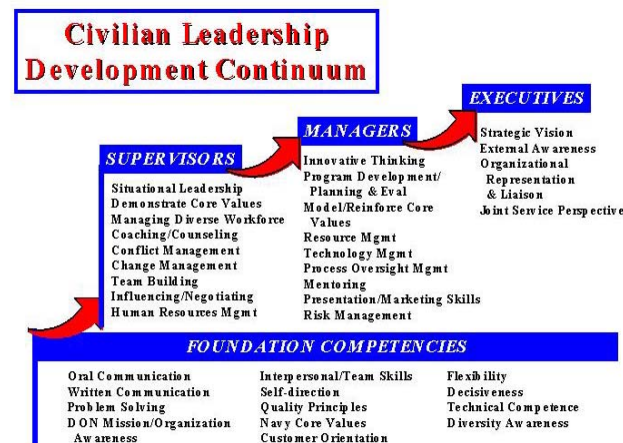 Civilian Leadership
Development Continuum
EXECUTIVES
Strategic Vision
External Awareness
Organizational
Representation
& Liaison
Joint Service Perspective
MANAGERS
Innovative Thinking
Program Development/
Planning & Eval
Model/Reinforce Core
Values
Resource Mgmt
Technology Mgmt
Process Oversight Mgmt
Mentoring
Presentation/Marketing Skills
Risk Management
SUPERVISORS
Situational Leadership
Demonstrate Core Values
Managing Diverse Workforce
Coaching/Counseling
Conflict Management
Change Management
Team Building
Influencing/Negotiating
Human Resources Mgmt
FOUNDATION COMPETENCIES
Oral Communication
Written Communication
Problem Solving
DON Mission/Organization
Awareness
Interpersonal/Team Skills
Self-direction
Quality Principles
Navy Core Values
Customer Orientation
Flexibility
Decisiveness
Technical Competence
Diversity Awareness